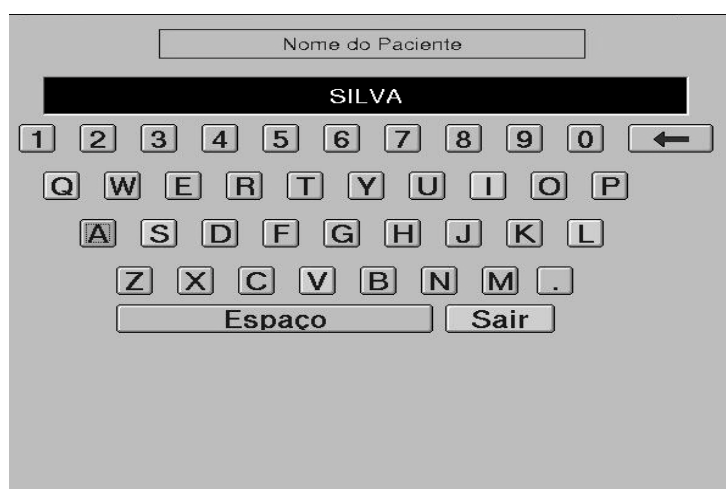 Nome do Paciente
SILVA
1 2 3 4 5 6 7 8 9 0
Q W E R T Y U I O P
A S D F G H J K L
Z X C V B N M .
Espaço Sair